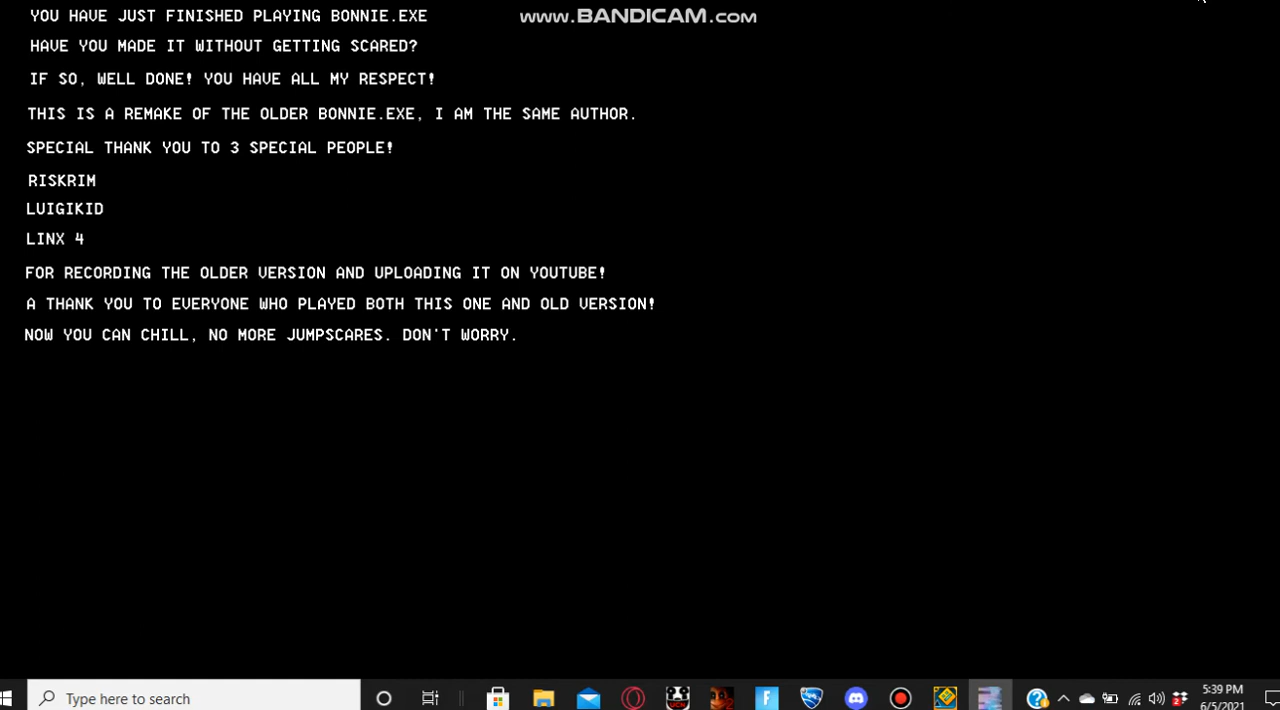 www.BANDICAM.com
YOU HAVE JUST FINISHED PLAYING BONNIE.EXE
HAVE YOU MADE IT WITHOUT GETTING SCARED?
IF SO, WELL DONE! YOU HAVE ALL MY RESPECT!
THIS IS A REMAKE OF THE OLDER BONNIE.EXE, I AM THE SAME AUTHOR.
SPECIAL THANK YOU TO 3 SPECIAL PEOPLE!
RISKRIM
LUIGIKID
LINX 4
FOR RECORDING THE OLDER VERSION AND UPLOADING IT ON YOUTUBE!
A THANK YOU TO EVERYONE WHO PLAYED BOTH THIS ONE AND OLD VERSION!
NOW YOU CAN CHILL, NO MORE JUMPSCARES. DON'T WORRY.
Type here to search
UCN
F
2
5:39 PM
6/5/2021